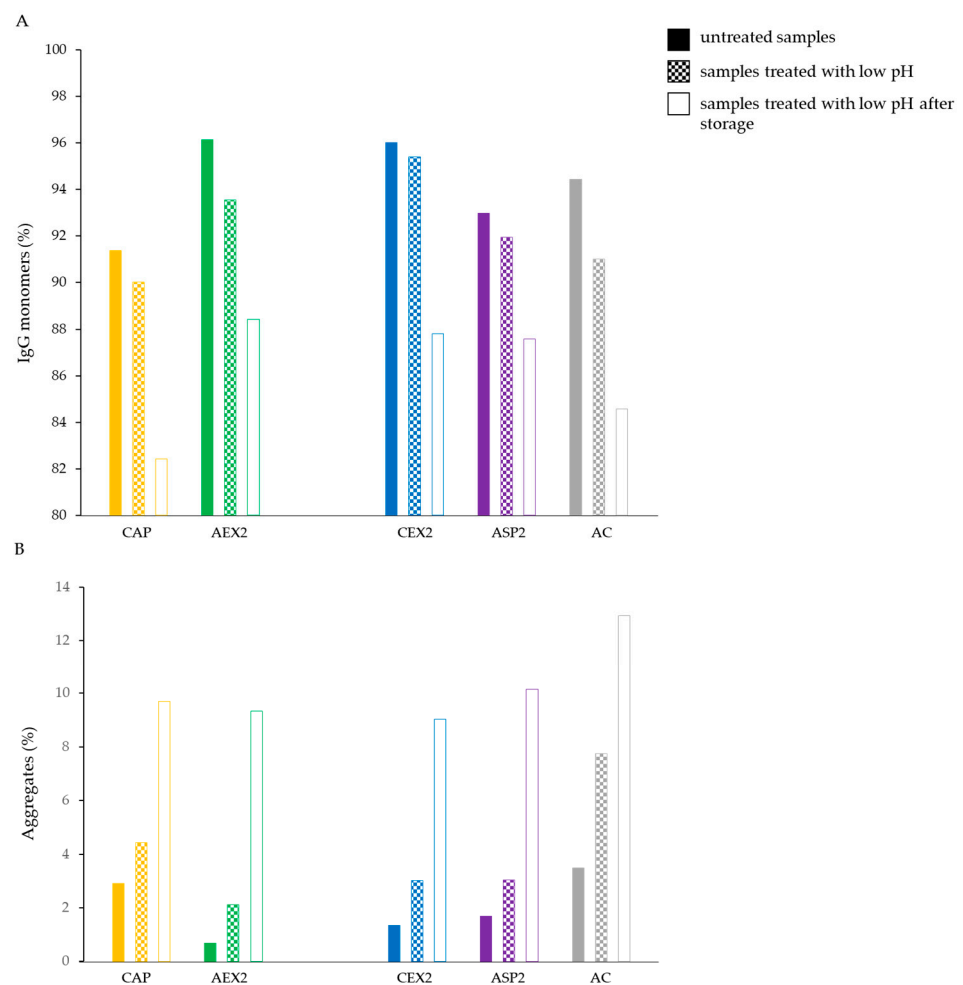 A
untreated samples
samples treated with low pH
samples treated with low pH after
storage
IgG monomers (%)
100
98
96
94
92
90
88
86
84
82
80
CAP AEX2 CEX2 ASP2 AC
B
Aggregates (%)
14
12
10
8
6
4
2
0
CAP AEX2 CEX2 ASP2 AC